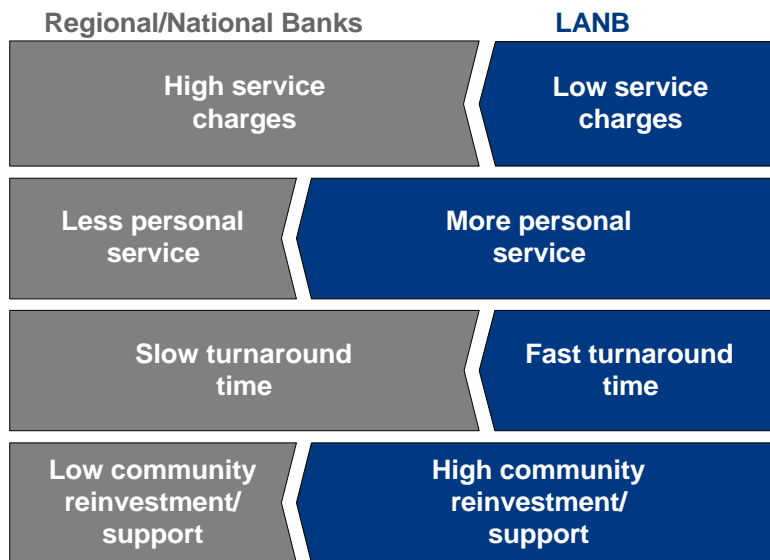 Regional/National Banks
LANB
High service
charges
Low service
charges
Less personal
service
More personal
service
Slow turnaround
time
Fast turnaround
time
Low community
reinvestment/
support
High community
reinvestment/
support